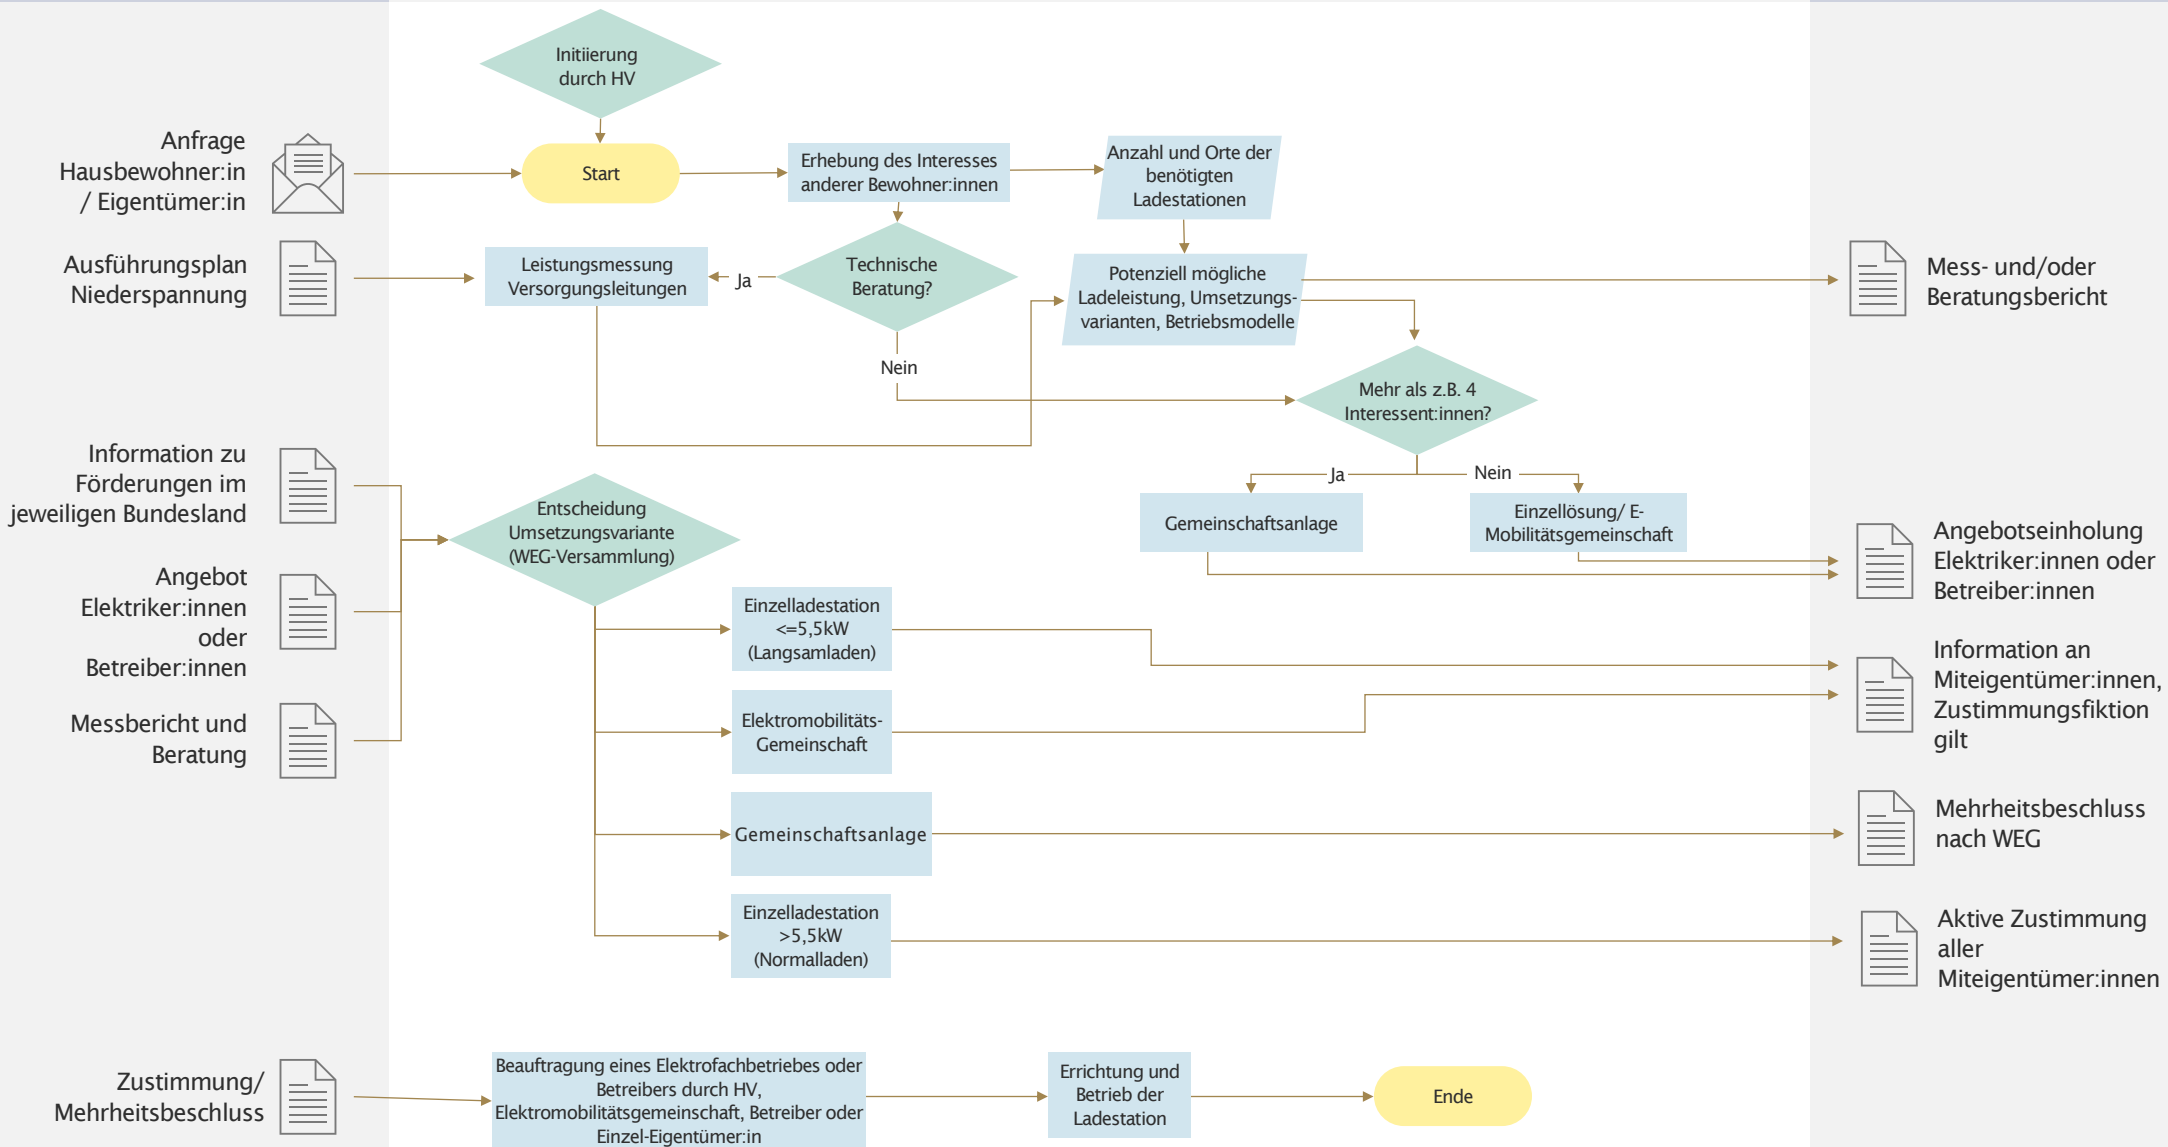 Initiierung
durch HV
Anfrage
Hausbewohner:in
/ Eigentümer:in
Start
Erhebung des Interesses
anderer Bewohner:innen
Anzahl und Orte der
benötigten
Ladestationen
Ausführungsplan
Niederspannung
Leistungsmessung
Versorgungsleitungen
Ja
Technische
Beratung?
Nein
Potenziell mögliche
Ladeleistung, Umsetzungs-
varianten, Betriebsmodelle
Mess- und/oder
Beratungsbericht
Mehr als z.B. 4
Interessent:innen?
Ja
Nein
Gemeinschaftsanlage
Einzellösung/ E-
Mobilitätsgemeinschaft
Angebotseinholung
Elektriker:innen oder
Betreiber:innen
Information zu
Förderungen im
jeweiligen Bundesland
Angebot
Elektriker:innen
oder
Betreiber:innen
Messbericht und
Beratung
Entscheidung
Umsetzungsvariante
(WEG-Versammlung)
Einzelladestation
<=5,5kW
(Langsamladen)
Elektromobilitäts-
Gemeinschaft
Information an
Miteigentümer:innen,
Zustimmungsfiktion
gilt
Gemeinschaftsanlage
Mehrheitsbeschluss
nach WEG
Einzelladestation
>5,5kW
(Normalladen)
Aktive Zustimmung
aller
Miteigentümer:innen
Zustimmung/
Mehrheitsbeschluss
Beauftragung eines Elektrofachbetriebes oder
Betreibers durch HV,
Elektromobilitätsgemeinschaft, Betreiber oder
Einzel-Eigentümer:in
Errichtung und
Betrieb der
Ladestation
Ende